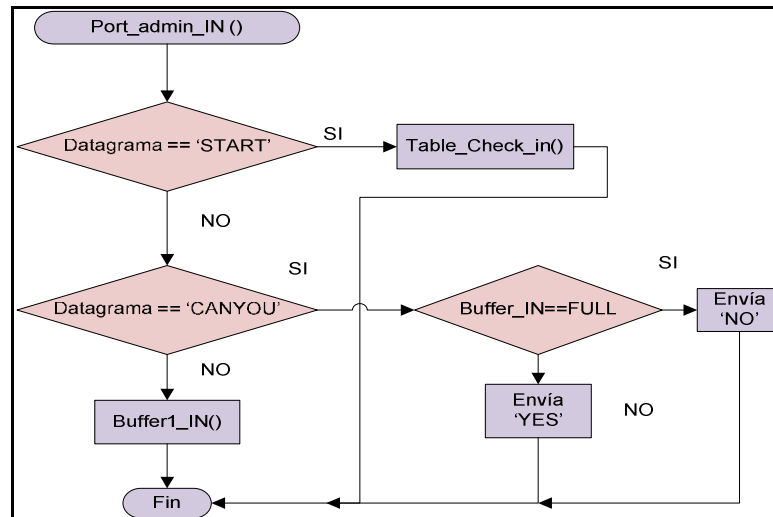 Port_admin_IN ()
Datagrama == ‘START’
SI
Table_Check_in()
NO
Datagrama == ‘CANYOU’
SI
Buffer_IN==FULL
SI
Envía
‘NO’
NO
Buffer1_IN()
Envía
‘YES’
NO
Fin